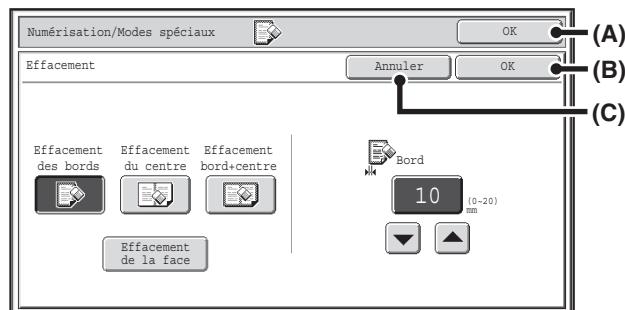 Numérisation/Modes spéciaux
OK
(A)
Effacement
Annuler
OK
(B)
(C)
Effacement
des bords
Effacement
du centre
Effacement
bord+centre
Effacement
de la face
Bord
10
(0~20)
mm